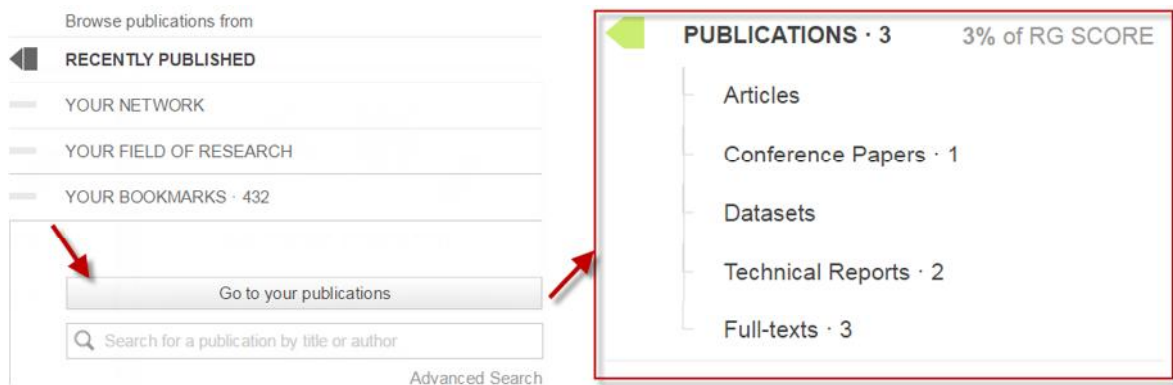 Browse publications from
RECENTLY PUBLISHED
YOUR NETWORK
YOUR FIELD OF RESEARCH
YOUR BOOKMARKS · 432
Go to your publications
Search for a publication by title or author
Advanced Search
PUBLICATIONS · 3 3% of RG SCORE
Articles
Conference Papers · 1
Datasets
Technical Reports · 2
Full-texts · 3